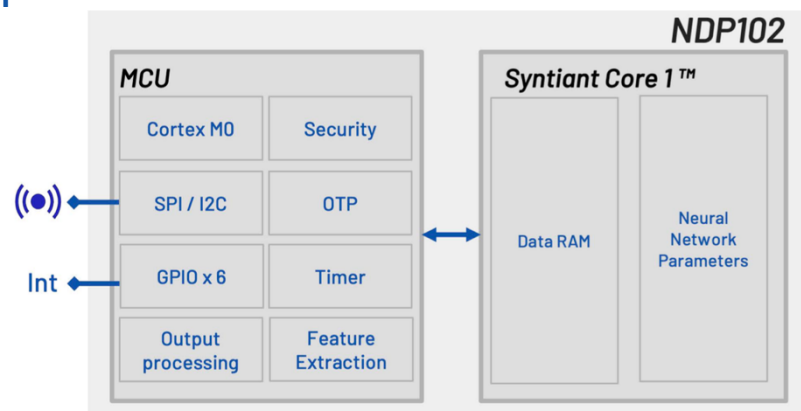 NDP102
MCU
Syntiant Core 1™
Cortex M0
Security
SPI / I2C
OTP
Int
GPIO x 6
Timer
Output
processing
Feature
Extraction
Data RAM
Neural
Network
Parameters